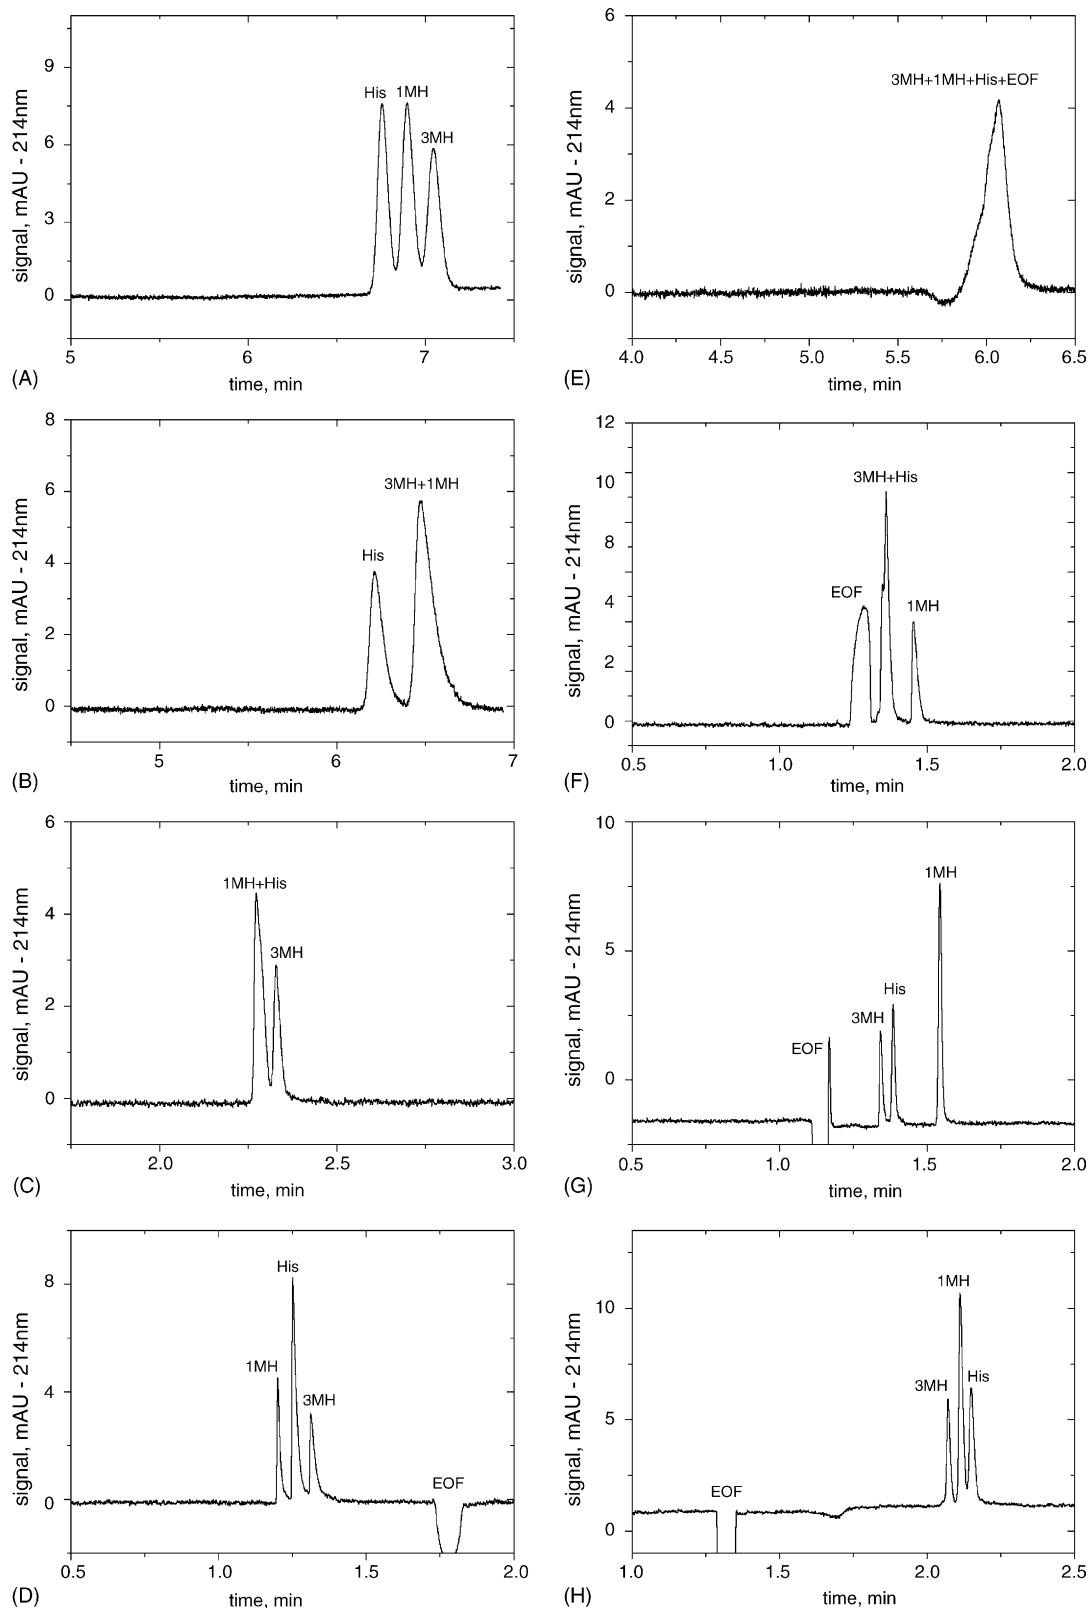 9
6
3
0
signal, mAU - 214nm
His
1MH
3MH
5
6
7
time, min
(A)
8
6
4
2
0
signal, mAU - 214nm
His
3MH+1MH
5
6
7
time, min
(B)
6
4
2
0
signal, mAU - 214nm
1MH+His
3MH
2.0
2.5
3.0
time, min
(C)
8
4
0
signal, mAU - 214nm
1MH
His
3MH
EOF
0.5
1.0
1.5
2.0
time, min
(D)
6
4
2
0
signal, mAU - 214nm
3MH+1MH+His+EOF
4.0
4.5
5.0
5.5
6.0
6.5
time, min
(E)
12
10
8
6
4
2
0
signal, mAU - 214nm
EOF
3MH+His
1MH
0.5
1.0
1.5
2.0
time, min
(F)
10
5
0
signal, mAU - 214nm
EOF
3MH
His
1MH
0.5
1.0
1.5
2.0
time, min
(G)
10
5
0
signal, mAU - 214nm
EOF
3MH
1MH
His
1.0
1.5
2.0
2.5
time, min
(H)